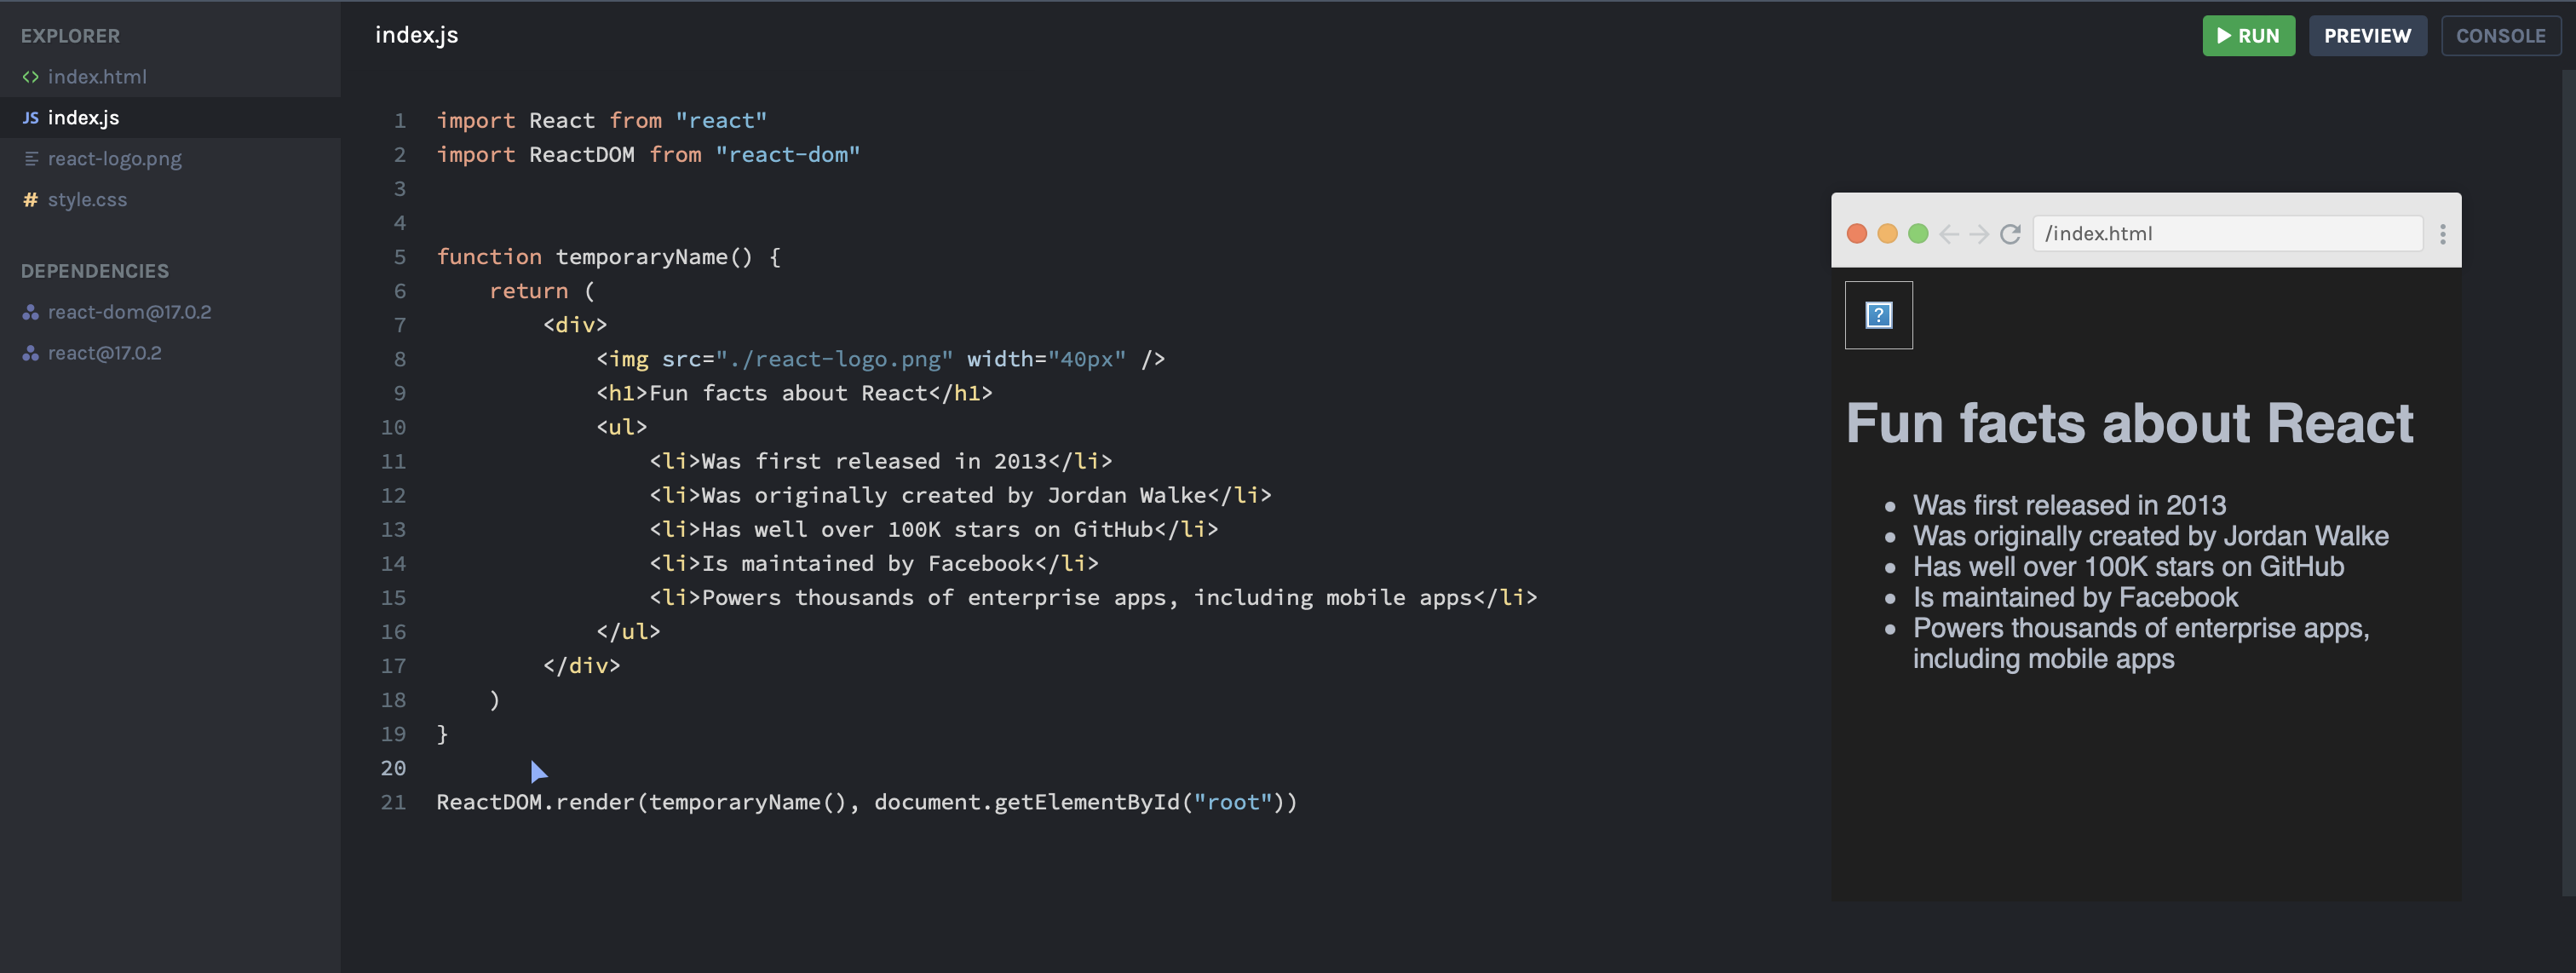 EXPLORER
index.html
JS index.js
react-logo.png
# style.css
DEPENDENCIES
react-dom@17.0.2
react@17.0.2
index.js
RUN
PREVIEW
CONSOLE
1 import React from "react"
2 import ReactDOM from "react-dom"
3
4
5 function temporaryName() {
6     return (
7         <div>
8             <img src="./react-logo.png" width="40px" />
9             <h1>Fun facts about React</h1>
10             <ul>
11                 <li>Was first released in 2013</li>
12                 <li>Was originally created by Jordan Walke</li>
13                 <li>Has well over 100K stars on GitHub</li>
14                 <li>Is maintained by Facebook</li>
15                 <li>Powers thousands of enterprise apps, including mobile apps</li>
16             </ul>
17         </div>
18     )
19 }
20
21 ReactDOM.render(temporaryName(), document.getElementById("root"))
/index.html
?
Fun facts about React
• Was first released in 2013
• Was originally created by Jordan Walke
• Has well over 100K stars on GitHub
• Is maintained by Facebook
• Powers thousands of enterprise apps,
including mobile apps